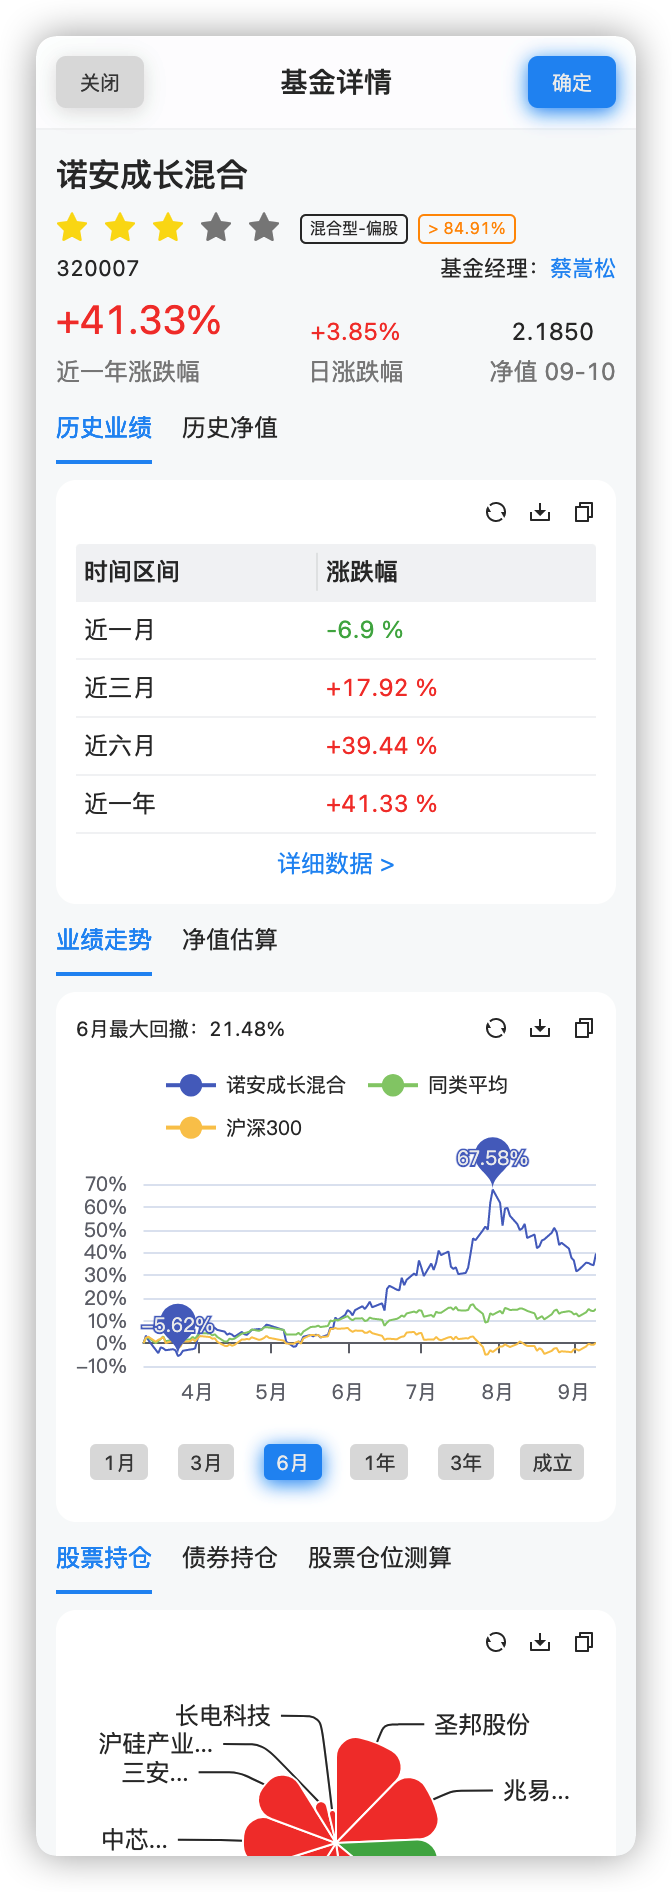 关闭 基金详情 确定
诺安成长混合
混合型-偏股 > 84.91%
320007 基金经理：蔡嵩松
+41.33% +3.85% 2.1850
近一年涨跌幅 日涨跌幅 净值 09-10
历史业绩 历史净值
时间区间 涨跌幅
近一月 -6.9 %
近三月 +17.92 %
近六月 +39.44 %
近一年 +41.33 %
详细数据 >
业绩走势 净值估算
6月最大回撤：21.48%
诺安成长混合 同类平均
沪深300
67.58%
70%
60%
50%
40%
30%
20%
10%
-5.62%
0%
-10%
4月 5月 6月 7月 8月 9月
1月 3月 6月 1年 3年 成立
股票持仓 债券持仓 股票仓位测算
长电科技 圣邦股份
沪硅产业...
三安...
兆易...
中芯...